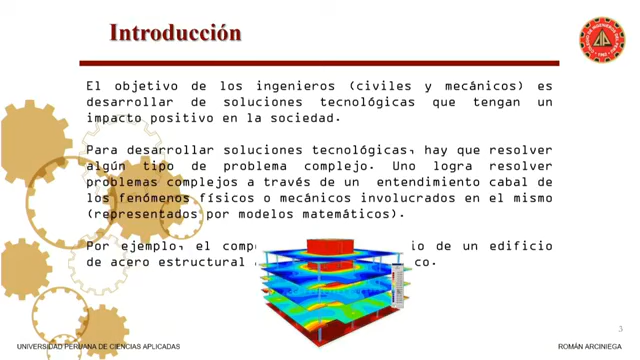 Introducción
El objetivo de los ingenieros (civiles y mecánicos) es
desarrollar de soluciones tecnológicas que tengan un
impacto positivo en la sociedad.
Para desarrollar soluciones tecnológicas, hay que resolver
algún tipo de problema complejo. Uno logra resolver
problemas complejos a través de un entendimiento cabal de
los fenómenos físicos o mecánicos involucrados en el mismo
(representados por modelos matemáticos).
Por ejemplo, el de un edificio
de acero estructural
3
UNIVERSIDAD PERUANA DE CIENCIAS APLICADAS
ROMÁN ARCINIEGA